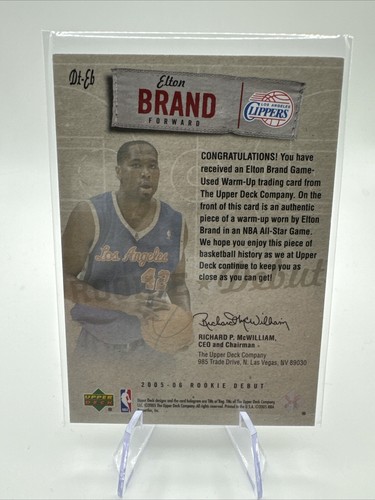 Dt-Eb
Elton
BRAND
FORWARD
LOS ANGELES
CLIPPERS
CONGRATULATIONS! You have
received an Elton Brand Game-
Used Warm-Up trading card from
The Upper Deck Company. On the
front of this card is an authentic
piece of a warm-up worn by Elton
Brand in an NBA All-Star Game.
We hope you enjoy this piece of
basketball history as we at Upper
Deck continue to keep you as
close as you can get!
Los Angeles
42
Richard P. McWilliam
RICHARD P. McWILLIAM,
CEO and Chairman -
The Upper Deck Company
985 Trade Drive, N. Las Vegas, NV 89030
2005-06 ROOKIE DEBUT
UPPER
DECK
NBA